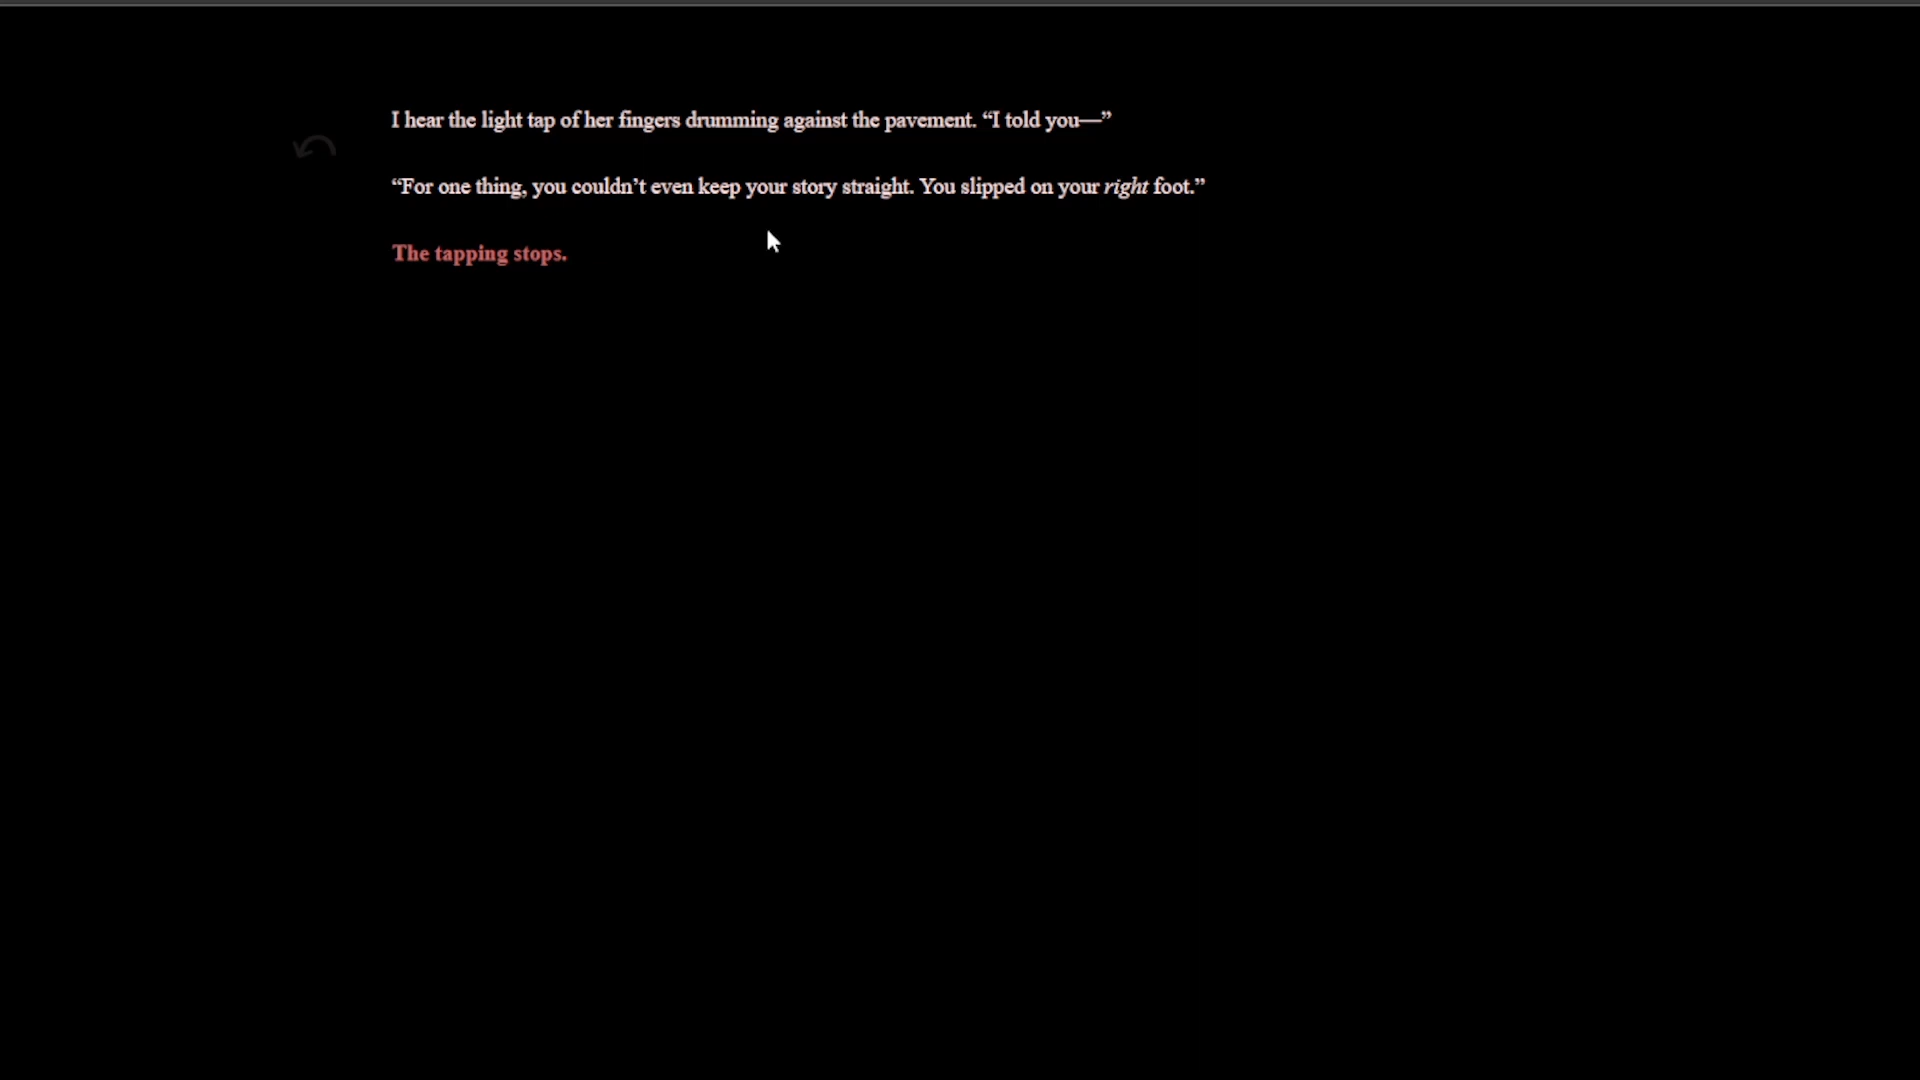 I hear the light tap of her fingers drumming against the pavement. “I told you—”
“For one thing, you couldn’t even keep your story straight. You slipped on your right foot.”
The tapping stops.